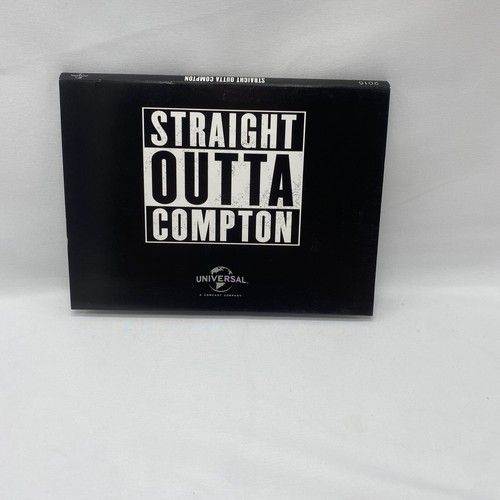 STRAIGHT OUTTA COMPTON
2015
STRAIGHT
OUTTA
COMPTON
UNIVERSAL
A COMCAST COMPANY